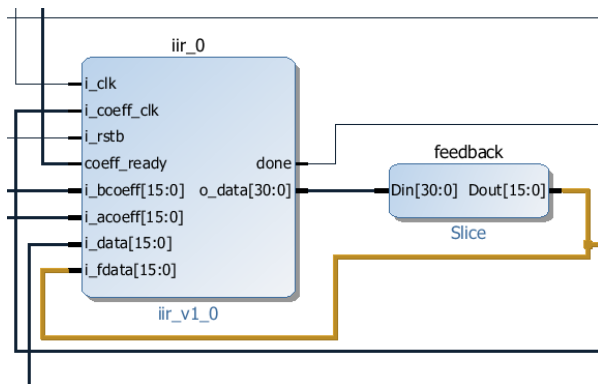 iir_0
i_clk
i_coeff_clk
i_rstb
coeff_ready
done
i_bcoeff[15:0]
o_data[30:0]
i_acoeff[15:0]
i_data[15:0]
i_fdata[15:0]
iir_v1_0
feedback
Din[30:0]
Dout[15:0]
Slice